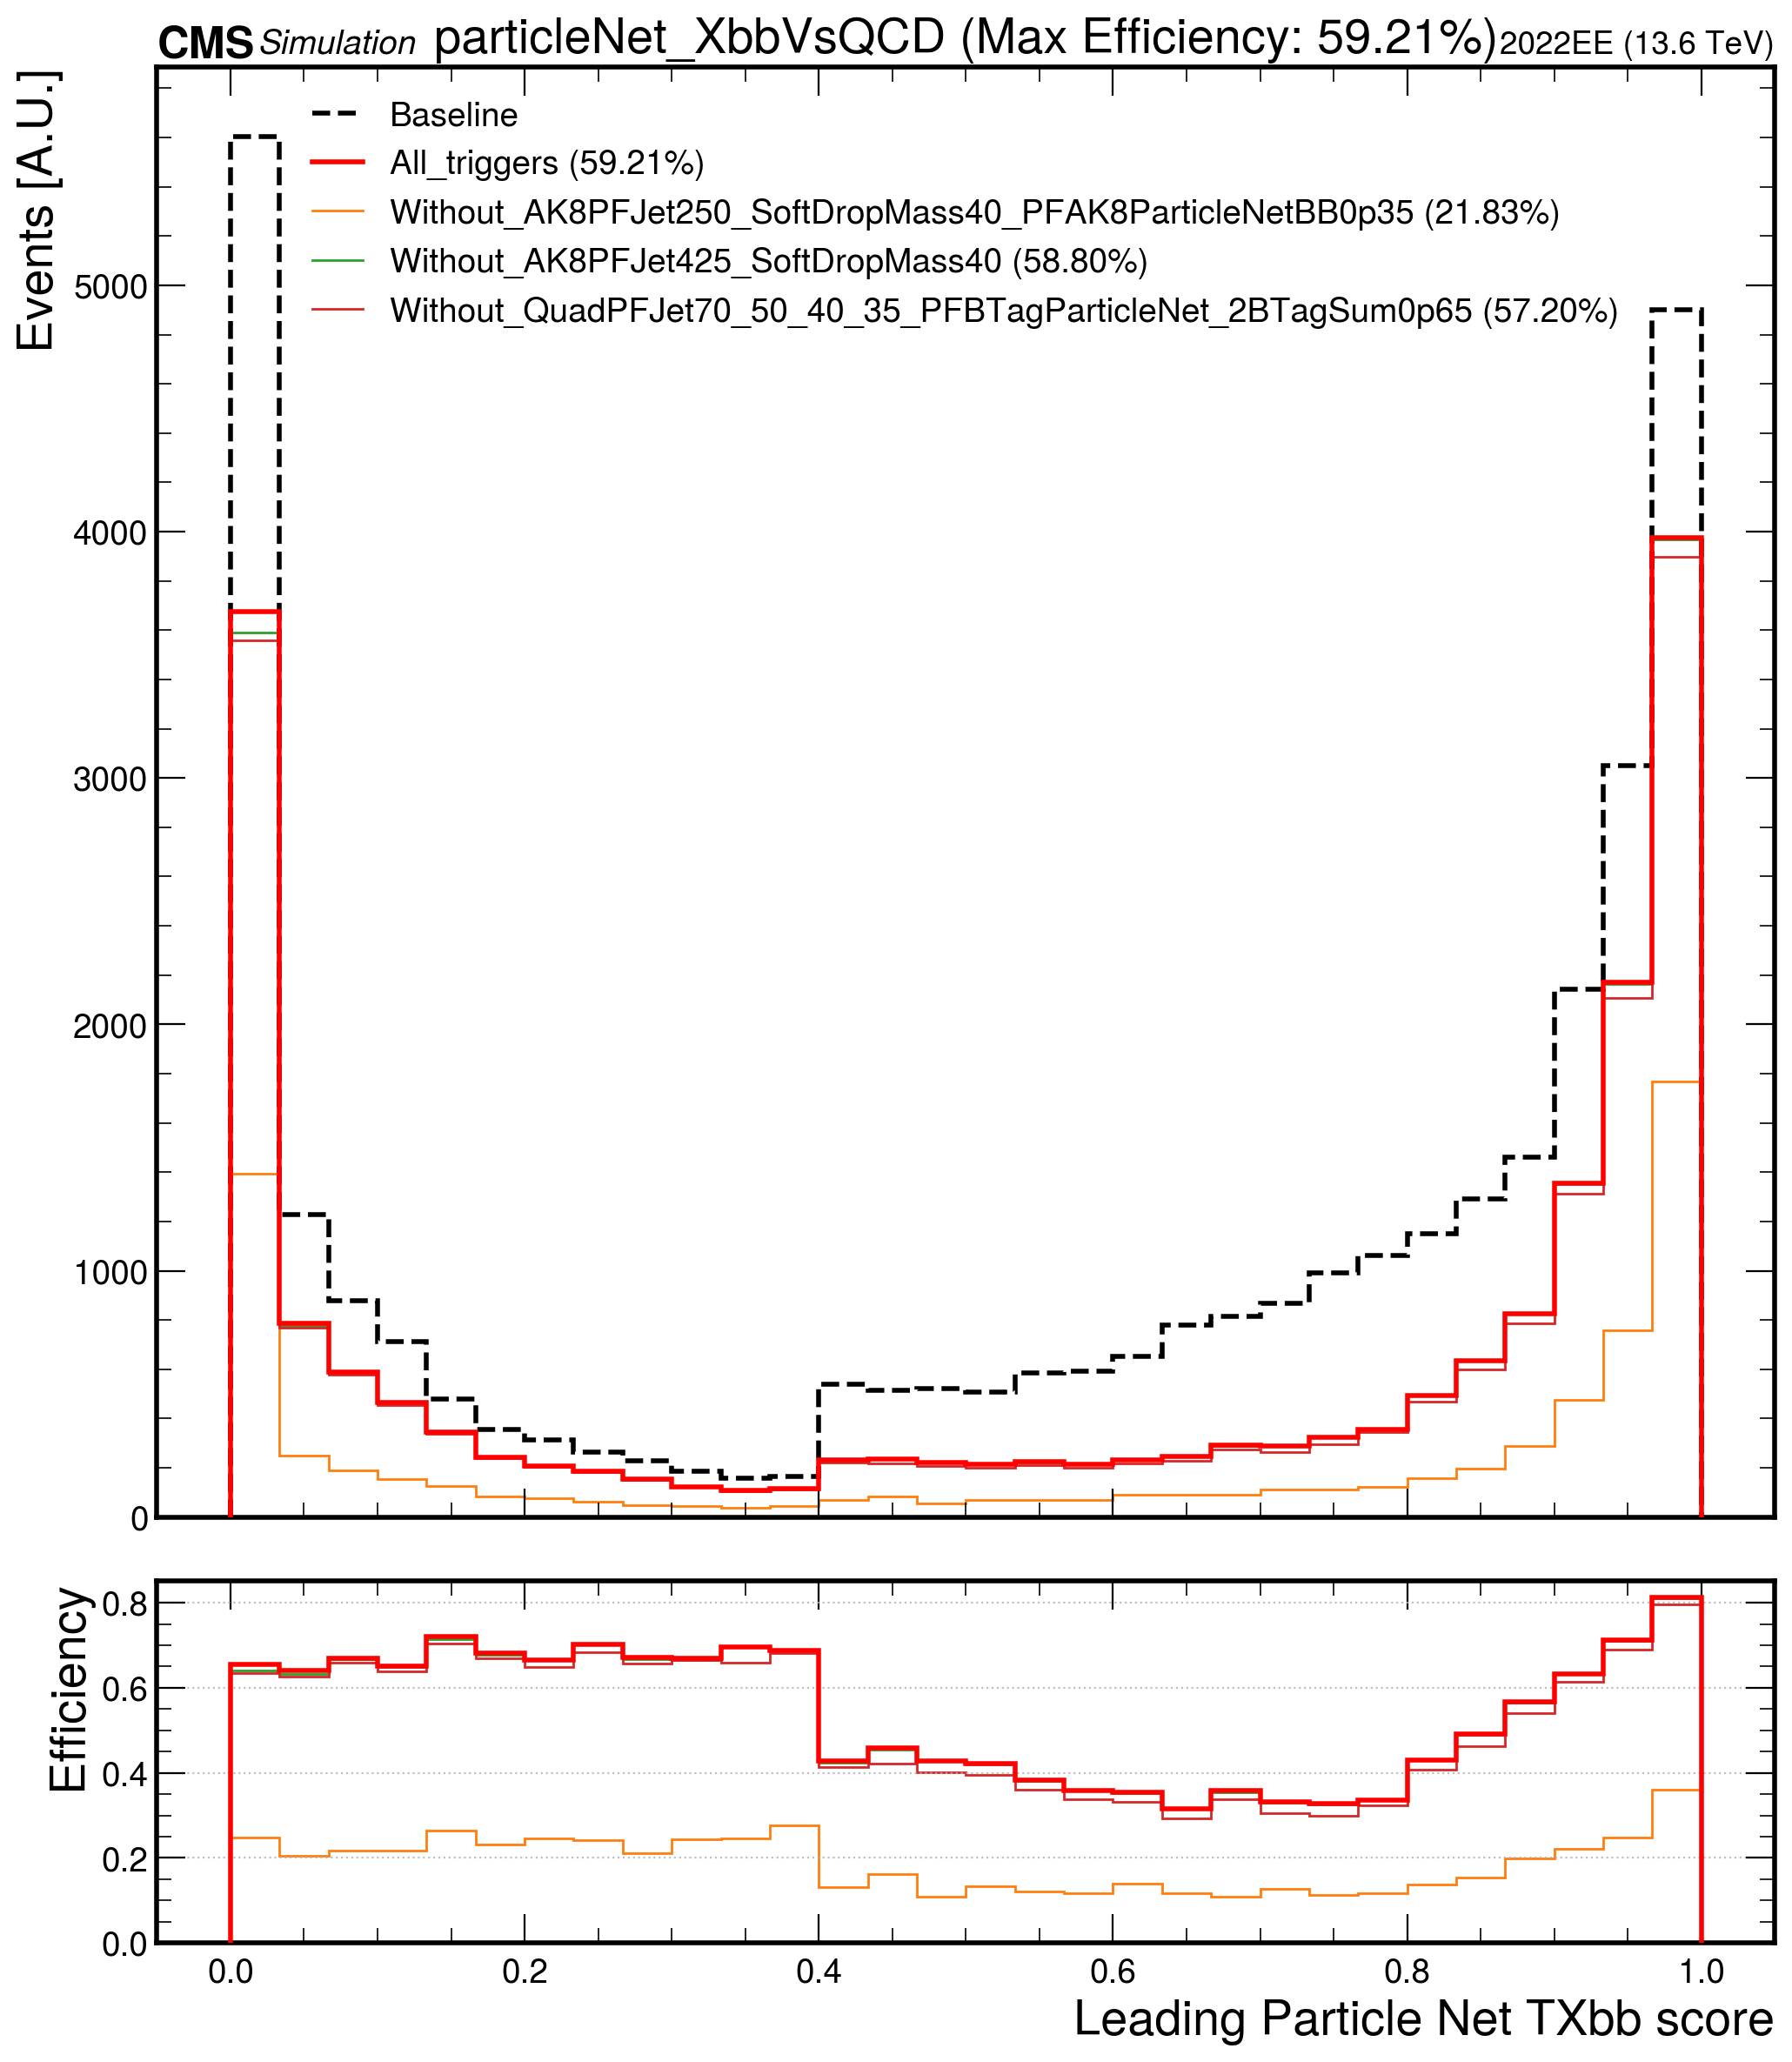 CMS Simulation particleNet_XbbVsQCD (Max Efficiency: 59.21%) 2022EE (13.6 TeV)
Events [A.U.]
Baseline
All_triggers (59.21%)
Without_AK8PFJet250_SoftDropMass40_PFAK8ParticleNetBB0p35 (21.83%)
Without_AK8PFJet425_SoftDropMass40 (58.80%)
Without_QuadPFJet70_50_40_35_PFBTagParticleNet_2BTagSum0p65 (57.20%)
5000
4000
3000
2000
1000
0
Efficiency
0.8
0.6
0.4
0.2
0.0
0.0 0.2 0.4 0.6 0.8 1.0
Leading Particle Net TXbb score